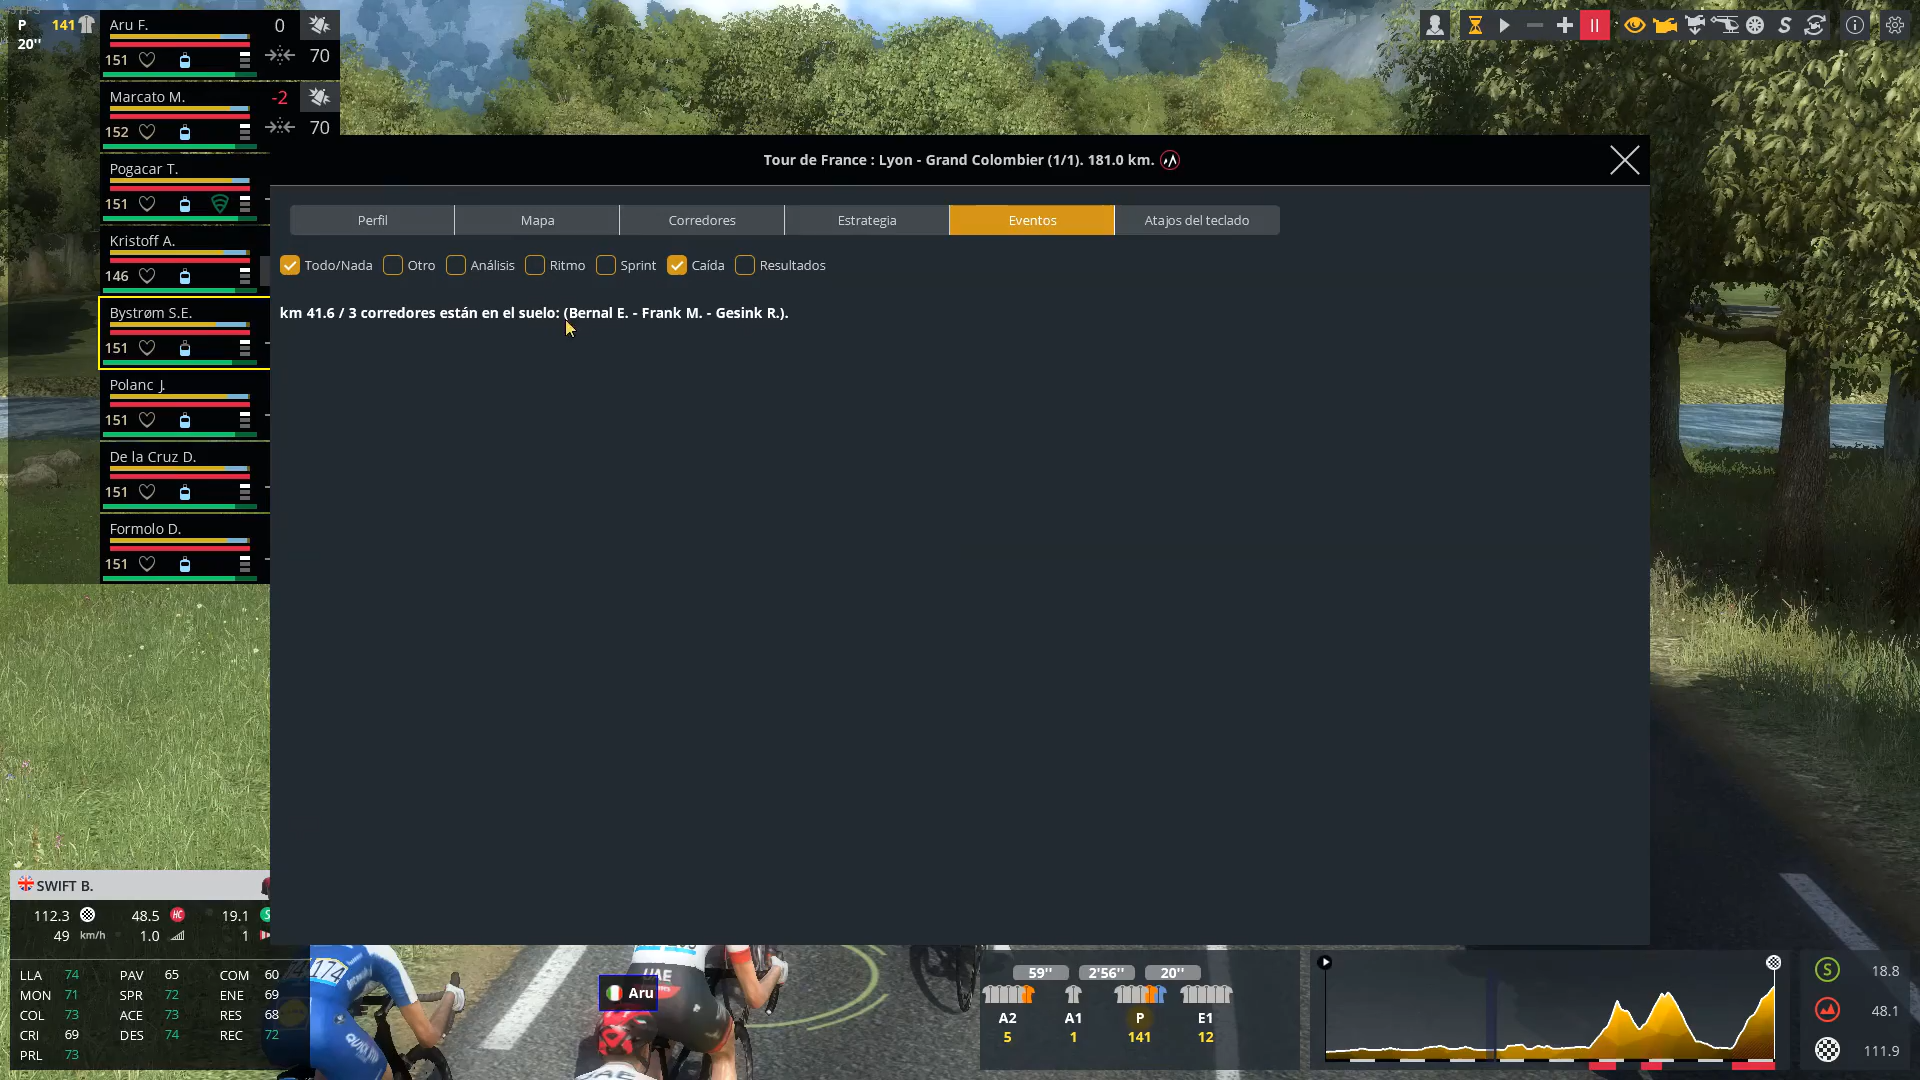 P 141
20''
Aru F. 0
151 70
Marcato M. -2
152 70
Pogacar T.
151
Kristoff A.
146
Bystrøm S.E.
151
Polanc J.
151
De la Cruz D.
151
Formolo D.
151
Tour de France : Lyon - Grand Colombier (1/1). 181.0 km.
Perfil Mapa Corredores Estrategia Eventos Atajos del teclado
Todo/Nada Otro Análisis Ritmo Sprint Caída Resultados
km 41.6 / 3 corredores están en el suelo: (Bernal E. - Frank M. - Gesink R.).
SWIFT B.
112.3 48.5 HC 19.1 S
49 km/h 1.0 1
LLA 74 PAV 65 COM 60
MON 71 SPR 72 ENE 69
COL 73 ACE 73 RES 68
CRI 69 DES 74 REC 72
PRL 73
174
UAE
Aru
59'' 2'56'' 20''
A2 A1 P E1
5 1 141 12
S 18.8
48.1
111.9